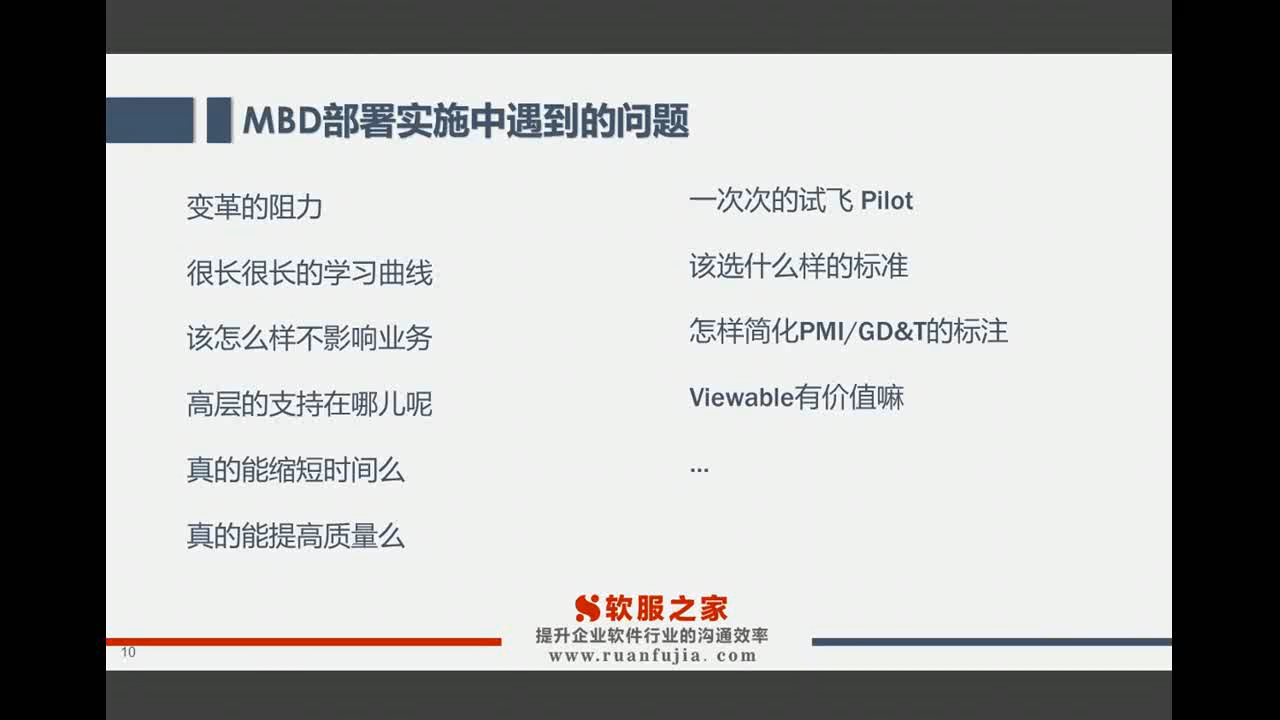 MBD部署实施中遇到的问题
变革的阻力
很长很长的学习曲线
该怎么样不影响业务
高层的支持在哪儿呢
真的能缩短时间么
真的能提高质量么
一次次的试飞 Pilot
该选什么样的标准
怎样简化PMI/GD&T的标注
Viewable有价值嘛
...
软服之家
提升企业软件行业的沟通效率
www.ruanfujia. com
10